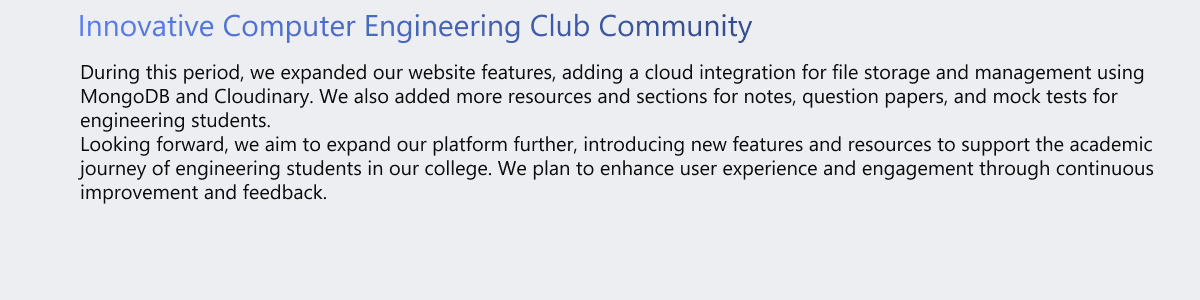 Innovative Computer Engineering Club Community
During this period, we expanded our website features, adding a cloud integration for file storage and management using
MongoDB and Cloudinary. We also added more resources and sections for notes, question papers, and mock tests for
engineering students.
Looking forward, we aim to expand our platform further, introducing new features and resources to support the academic
journey of engineering students in our college. We plan to enhance user experience and engagement through continuous
improvement and feedback.